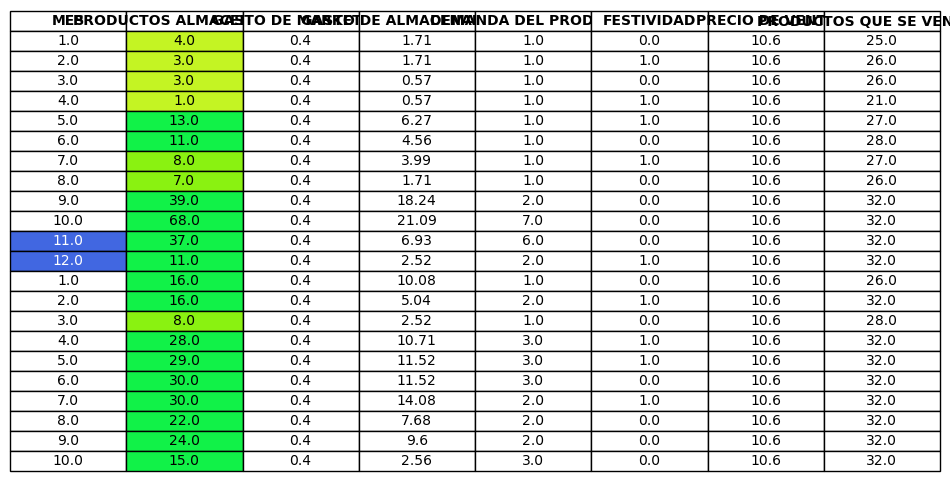 MES PRODUCTOS GASTO DE GASTO DE DEMANDA DEL PROD FESTIVIDAD PRECIO DE VENT PRODUCTOS QUE SE VEN
1.0 4.0 0.4 1.71 1.0 0.0 10.6 25.0
2.0 3.0 0.4 1.71 1.0 1.0 10.6 26.0
3.0 3.0 0.4 0.57 1.0 0.0 10.6 26.0
4.0 1.0 0.4 0.57 1.0 1.0 10.6 21.0
5.0 13.0 0.4 6.27 1.0 1.0 10.6 27.0
6.0 11.0 0.4 4.56 1.0 0.0 10.6 28.0
7.0 8.0 0.4 3.99 1.0 1.0 10.6 27.0
8.0 7.0 0.4 1.71 1.0 0.0 10.6 26.0
9.0 39.0 0.4 18.24 2.0 0.0 10.6 32.0
10.0 68.0 0.4 21.09 7.0 0.0 10.6 32.0
11.0 37.0 0.4 6.93 6.0 0.0 10.6 32.0
12.0 11.0 0.4 2.52 2.0 1.0 10.6 32.0
1.0 16.0 0.4 10.08 1.0 0.0 10.6 26.0
2.0 16.0 0.4 5.04 2.0 1.0 10.6 32.0
3.0 8.0 0.4 2.52 1.0 0.0 10.6 28.0
4.0 28.0 0.4 10.71 3.0 1.0 10.6 32.0
5.0 29.0 0.4 11.52 3.0 1.0 10.6 32.0
6.0 30.0 0.4 11.52 3.0 0.0 10.6 32.0
7.0 30.0 0.4 14.08 2.0 1.0 10.6 32.0
8.0 22.0 0.4 7.68 2.0 0.0 10.6 32.0
9.0 24.0 0.4 9.6 2.0 0.0 10.6 32.0
10.0 15.0 0.4 2.56 3.0 0.0 10.6 32.0